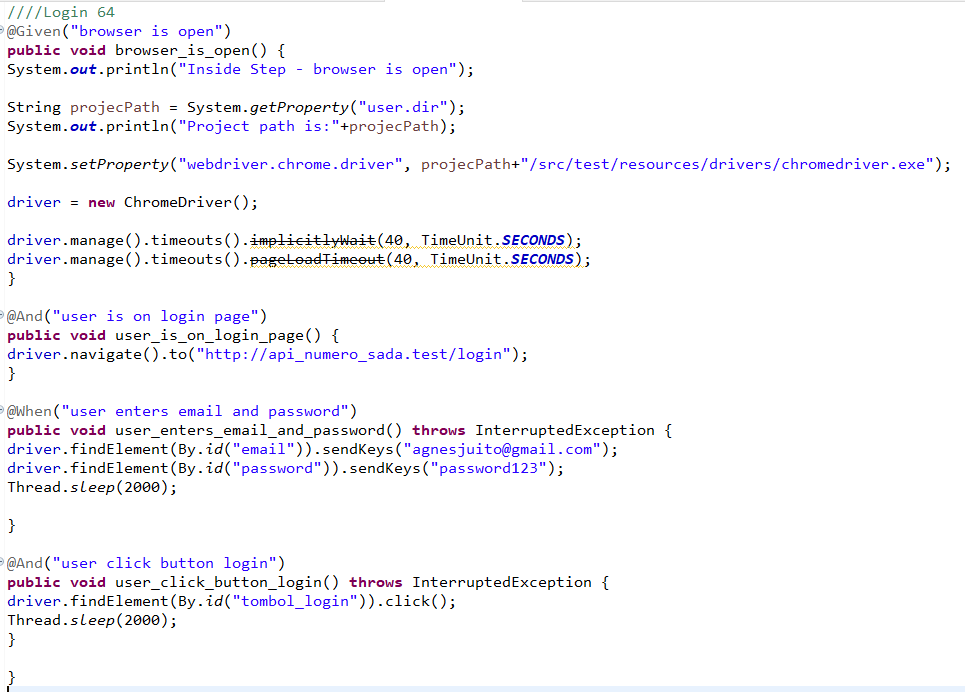 ////Login 64
@Given("browser is open")
public void browser_is_open() {
System.out.println("Inside Step - browser is open");
String projecPath = System.getProperty("user.dir");
System.out.println("Project path is:"+projecPath);
System.setProperty("webdriver.chrome.driver", projecPath+"/src/test/resources/drivers/chromedriver.exe");
driver = new ChromeDriver();
driver.manage().timeouts().implicitlyWait(40, TimeUnit.SECONDS);
driver.manage().timeouts().pageLoadTimeout(40, TimeUnit.SECONDS);
}
@And("user is on login page")
public void user_is_on_login_page() {
driver.navigate().to("http://api_numero_sada.test/login");
}
@When("user enters email and password")
public void user_enters_email_and_password() throws InterruptedException {
driver.findElement(By.id("email")).sendKeys("agnesjuito@gmail.com");
driver.findElement(By.id("password")).sendKeys("password123");
Thread.sleep(2000);
}
@And("user click button login")
public void user_click_button_login() throws InterruptedException {
driver.findElement(By.id("tombol_login")).click();
Thread.sleep(2000);
}
}